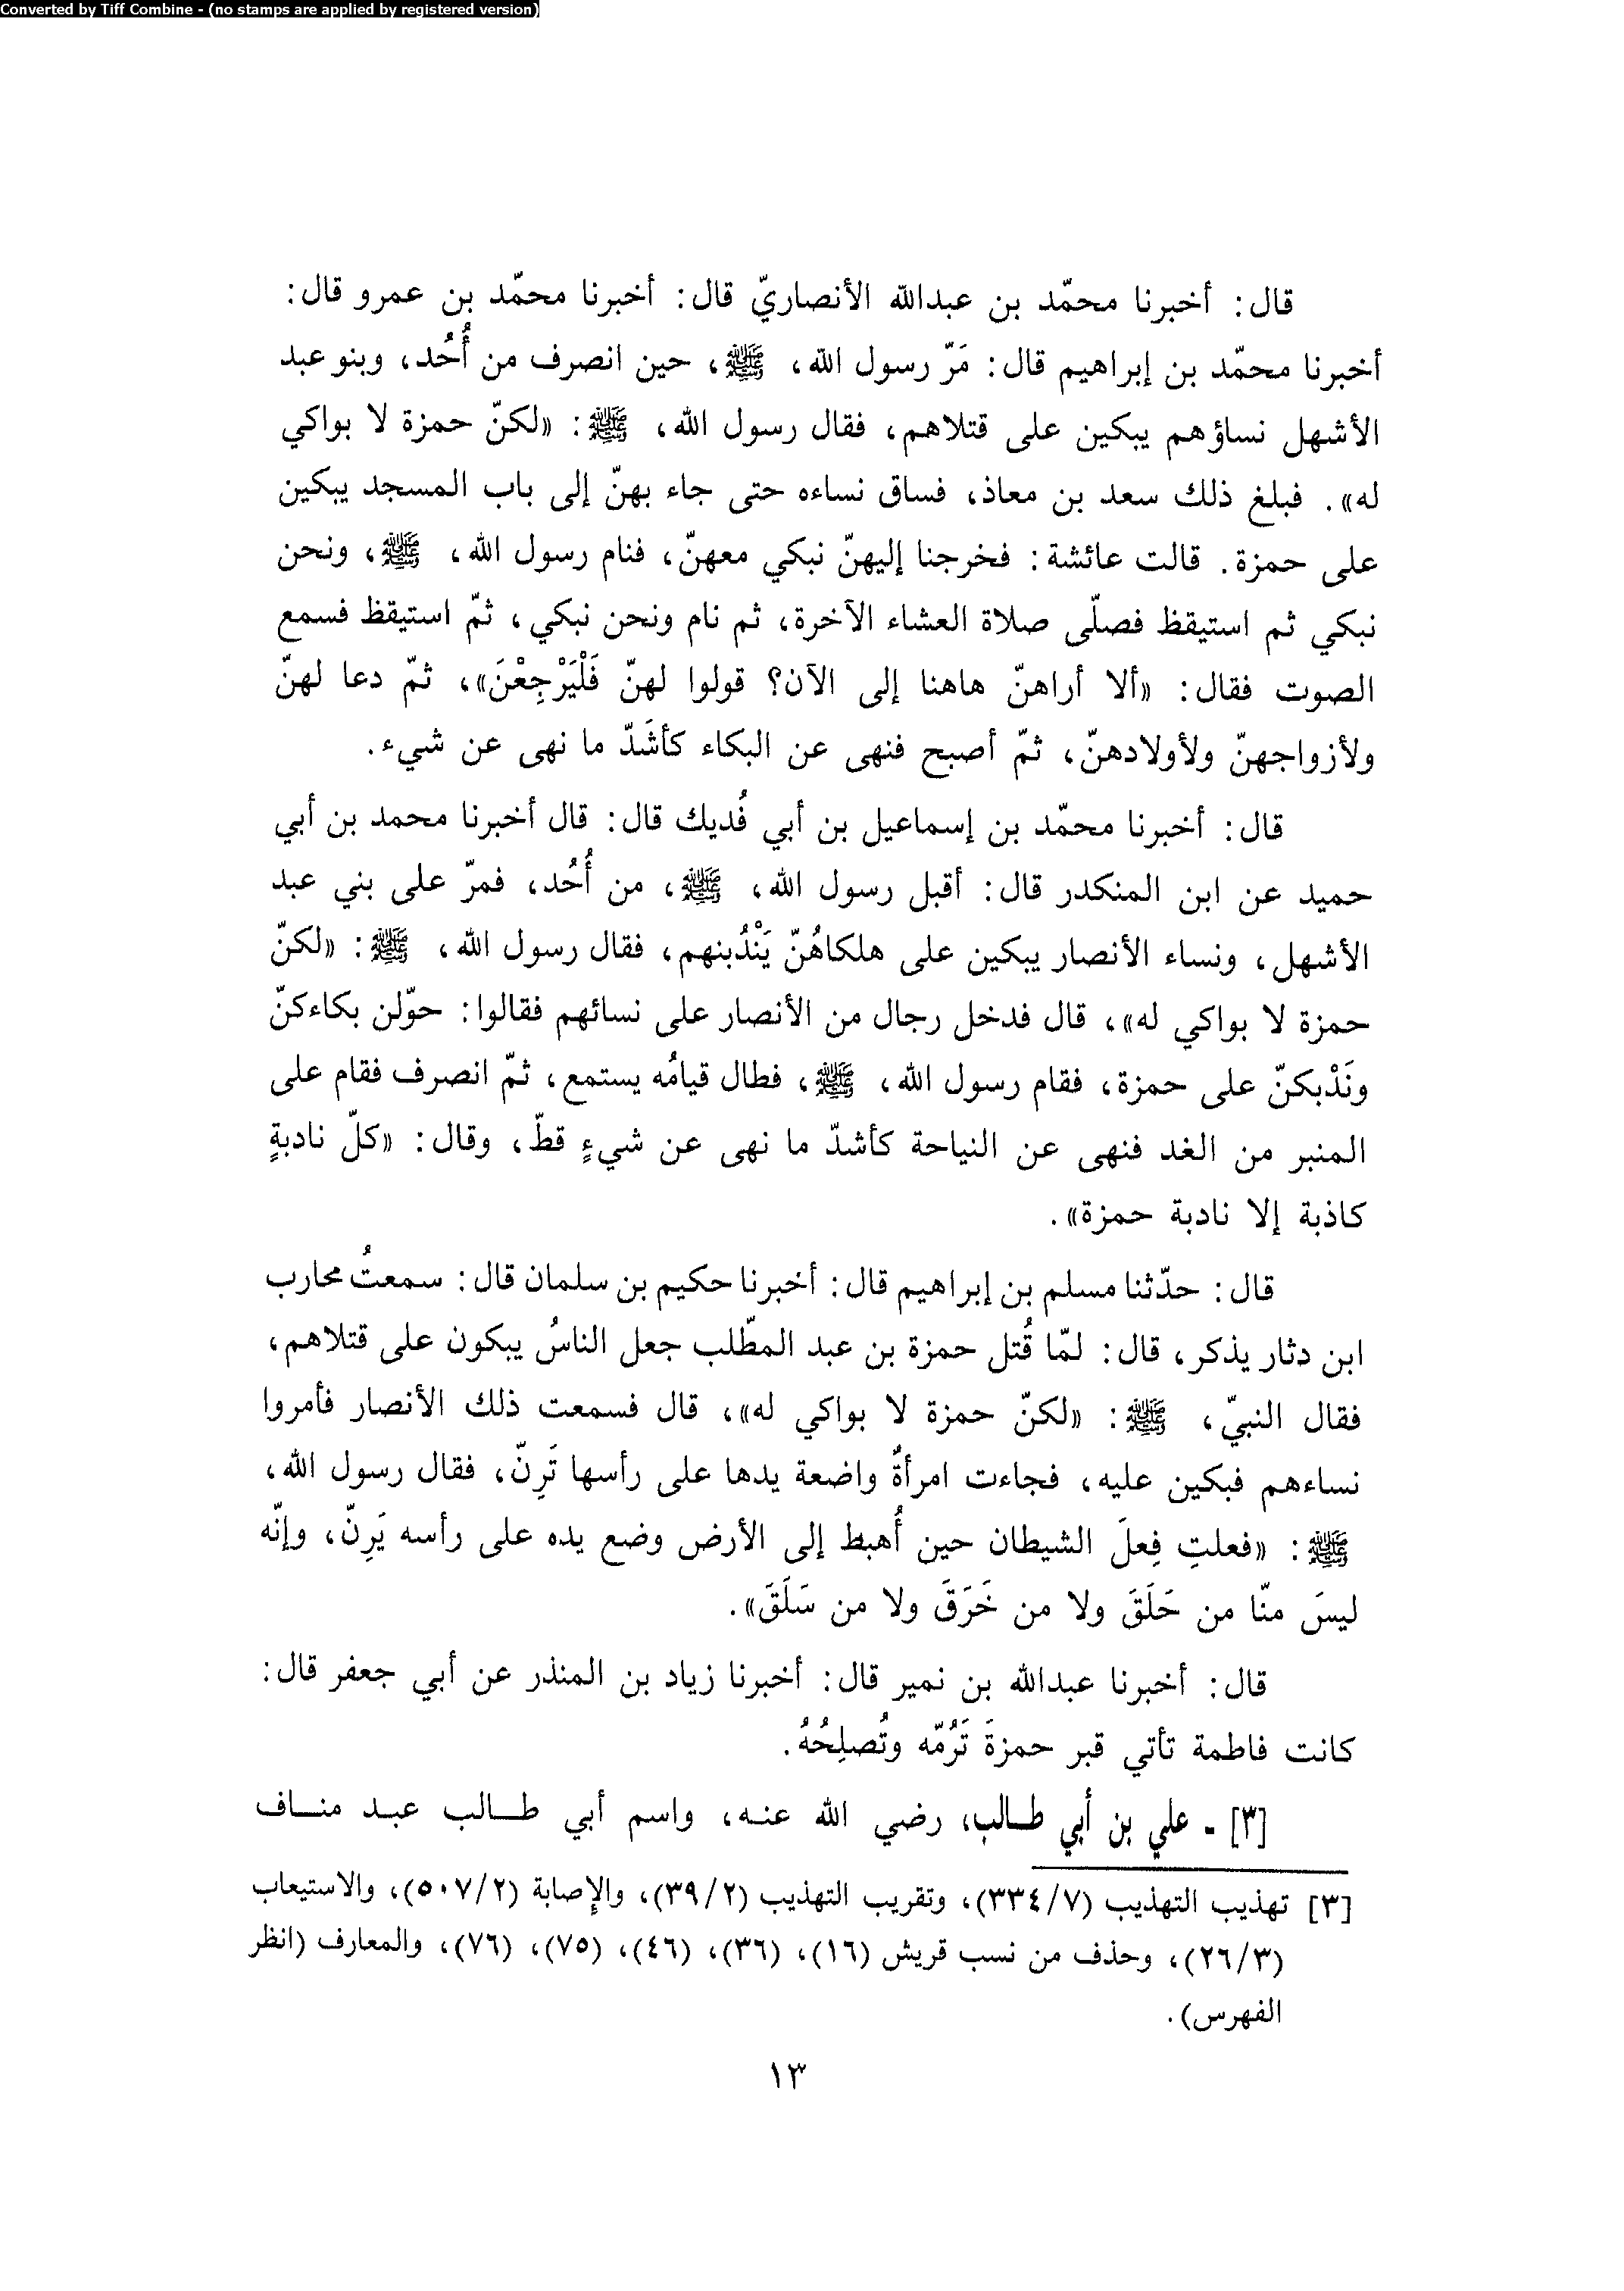 Converted by Tiff Combine - (no stamps are applied by registered version)
قال: أخبرنا محمّد بن عبدالله الأنصاريّ قال: أخبرنا محمّد بن عمرو قال:
أخبرنا محمّد بن إبراهيم قال: مَرّ رسول الله، ﷺ، حين انصرف من أُحُد، وبنو عبد
الأشهل نساؤهم يبكين على قتلاهم، فقال رسول الله، ﷺ: «لكنّ حمزة لا بواكي
له». فبلغ ذلك سعد بن معاذ، فساق نساءه حتى جاء بهنّ إلى باب المسجد يبكين
على حمزة. قالت عائشة: فخرجنا إليهنّ نبكي معهنّ، فنام رسول الله، ﷺ، ونحن
نبكي ثم استيقظ فصلّى صلاة العشاء الآخرة، ثم نام ونحن نبكي، ثمّ استيقظ فسمع
الصوت فقال: «ألا أراهنّ هاهنا إلى الآن؟ قولوا لهنّ فَلْيَرْجِعْنَ»، ثمّ دعا لهنّ
ولأزواجهنّ ولأولادهنّ، ثمّ أصبح فنهى عن البكاء كأشَدّ ما نهى عن شيء.
قال: أخبرنا محمّد بن إسماعيل بن أبي فُديك قال: قال أخبرنا محمد بن أبي
حميد عن ابن المنكدر قال: أقبل رسول الله، ﷺ، من أُحُد، فمرّ على بني عبد
الأشهل، ونساء الأنصار يبكين على هلكاهُنّ يَنْدُبنهم، فقال رسول الله، ﷺ: «لكنّ
حمزة لا بواكي له»، قال فدخل رجال من الأنصار على نسائهم فقالوا: حوّلن بكاءكنّ
ونَدْبكنّ على حمزة، فقام رسول الله، ﷺ، فطال قيامُه يستمع، ثمّ انصرف فقام على
المنبر من الغد فنهى عن النياحة كأشدّ ما نهى عن شيءٍ قطّ، وقال: «كلّ نادبةٍ
كاذبة إلا نادبة حمزة».
قال: حدّثنا مسلم بن إبراهيم قال: أخبرنا حكيم بن سلمان قال: سمعتُ محارب
ابن دثار يذكر، قال: لمّا قُتل حمزة بن عبد المطّلب جعل الناسُ يبكون على قتلاهم،
فقال النبيّ، ﷺ: «لكنّ حمزة لا بواكي له»، قال فسمعت ذلك الأنصار فأمروا
نساءهم فبكين عليه، فجاءت امرأةٌ واضعة يدها على رأسها تَرِنّ، فقال رسول الله،
ﷺ: «فعلتِ فِعلَ الشيطان حين أُهبط إلى الأرض وضع يده على رأسه يَرِنّ، وإنّه
ليسَ منّا من حَلَقَ ولا من خَرَقَ ولا من سَلَقَ».
قال: أخبرنا عبدالله بن نمير قال: أخبرنا زياد بن المنذر عن أبي جعفر قال:
كانت فاطمة تأتي قبر حمزةَ تَرُمّه وتُصلِحُهُ.
[٣] - علي بن أبي طالب، رضي الله عنه، واسم أبي طالب عبد مناف
[٣] تهذيب التهذيب (٣٣٤/٧)، وتقريب التهذيب (٣٩/٢)، والإصابة (٥٠٧/٢)، والاستيعاب
(٢٦/٣)، وحذف من نسب قريش (١٦)، (٣٦)، (٤٦)، (٧٥)، (٧٦)، والمعارف (انظر
الفهرس).
١٣